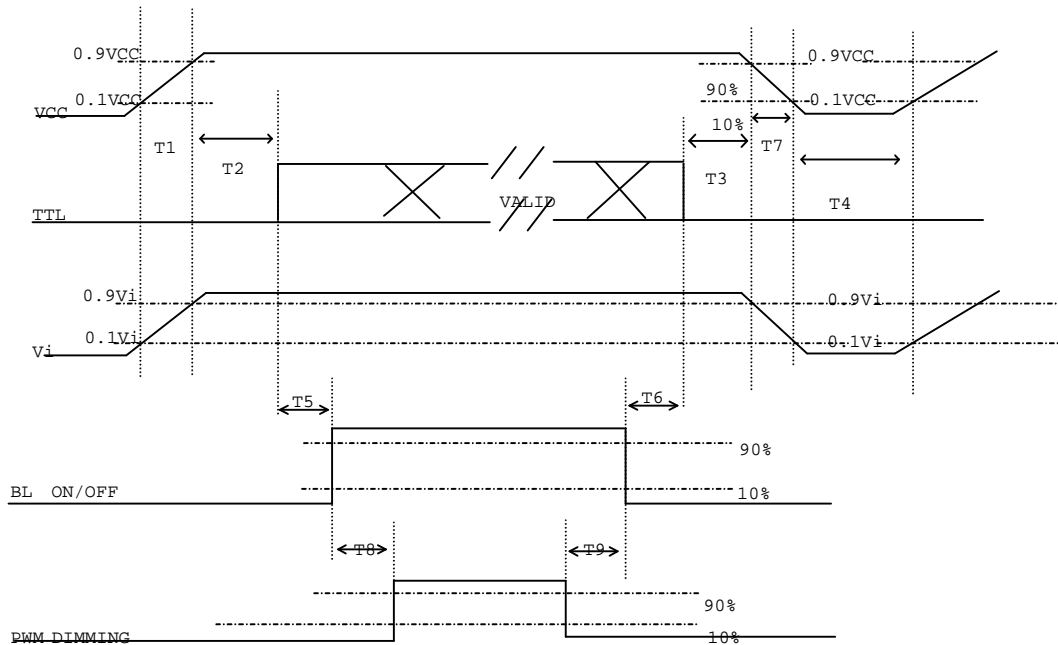 0.9VCC 0.9VCC
90%
VCC 0.1VCC 0.1VCC
10%
T1 T2 T3 T7
VALID
TTL T4
0.9Vi 0.9Vi
0.1Vi 0.1Vi
Vi
T5 T6
90%
BL ON/OFF 10%
T8 T9
90%
PWM DIMMING 10%